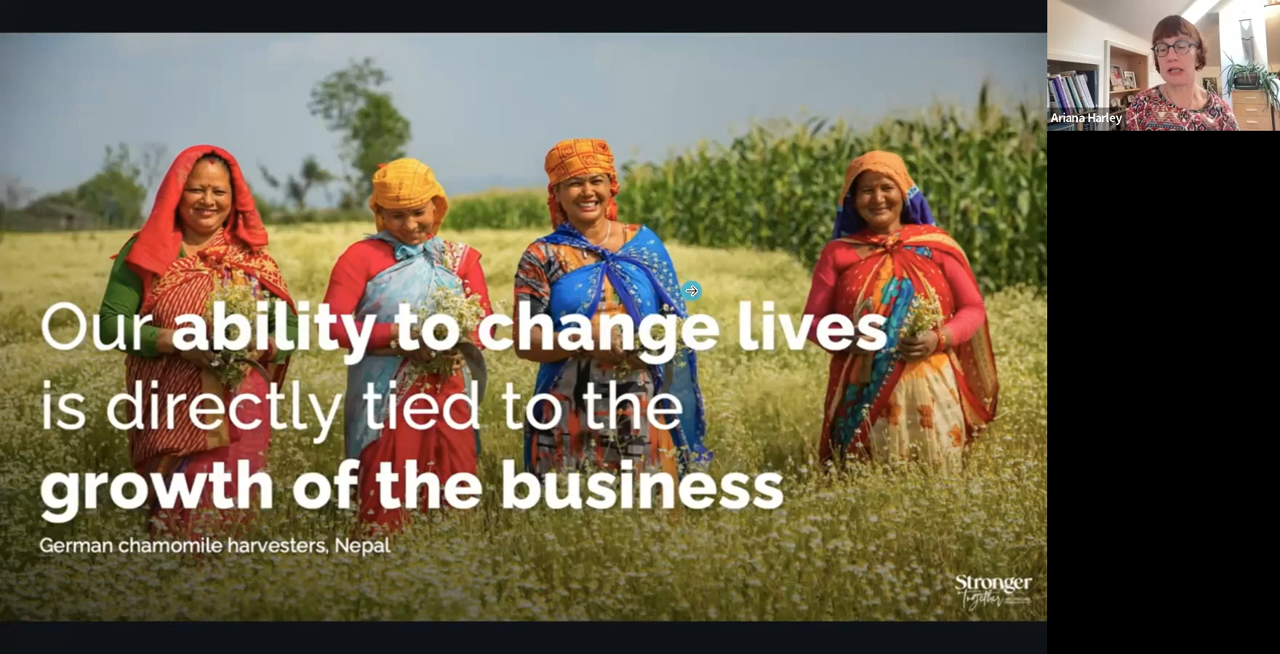 Our ability to change lives
is directly tied to the
growth of the business
German chamomile harvesters, Nepal
Stronger
Together
Ariana Harley